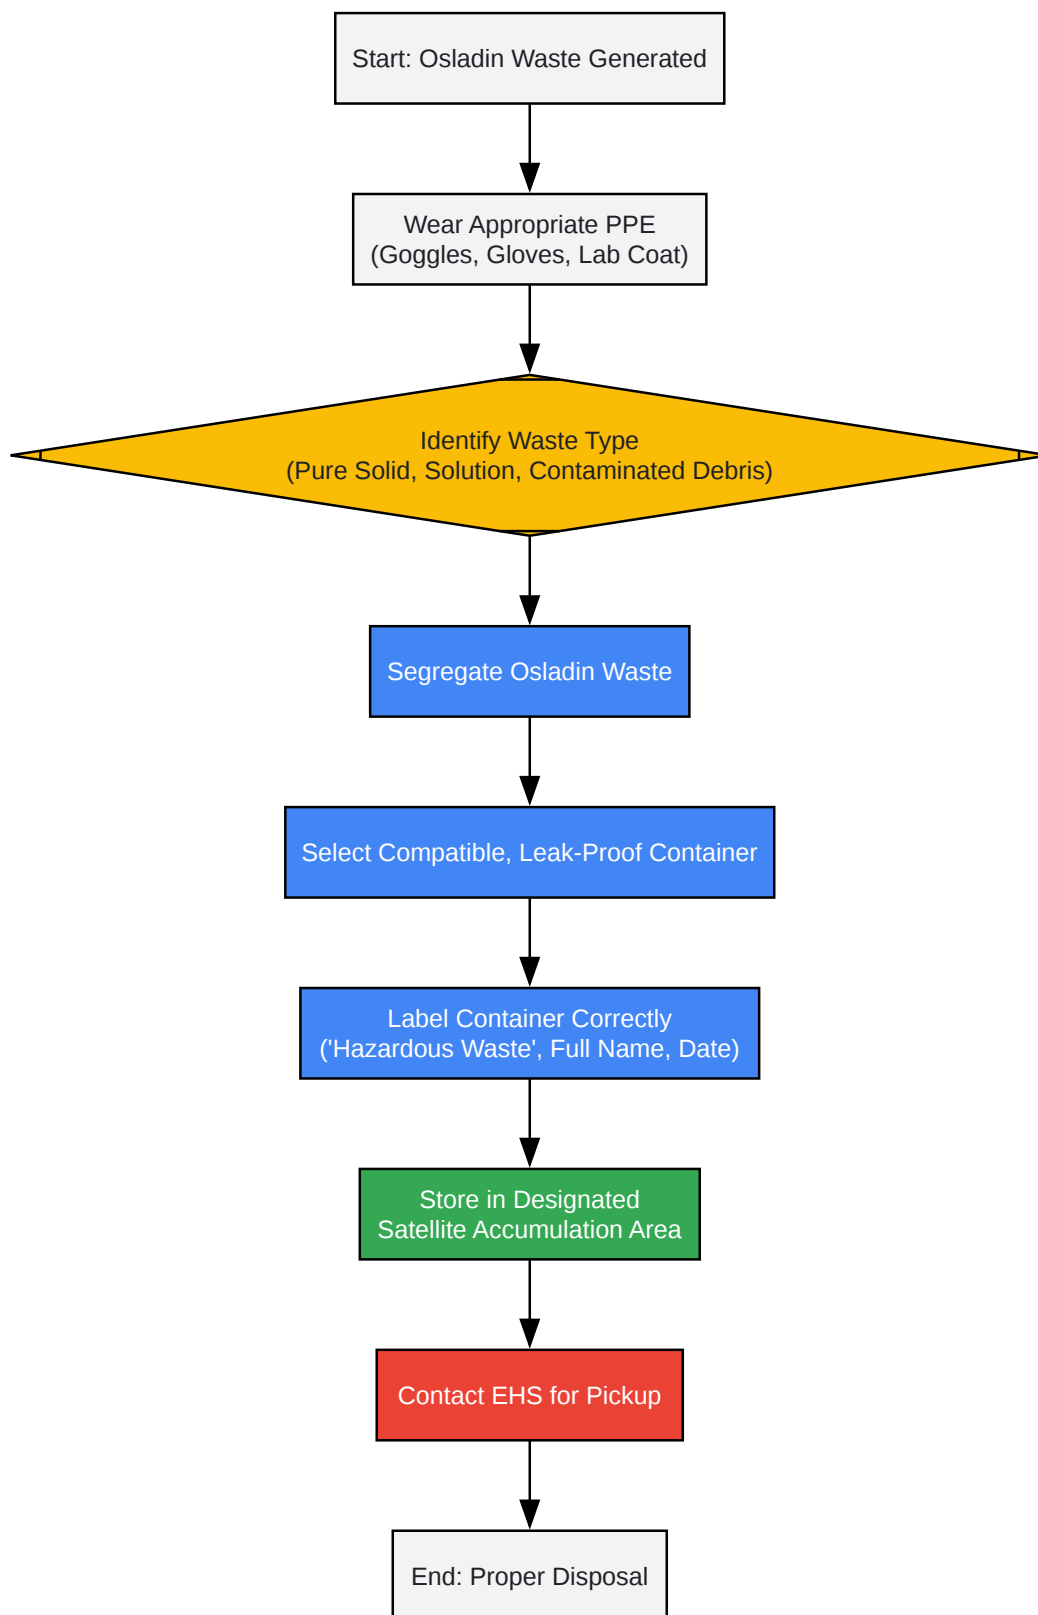 Start: Osladin Waste Generated
Wear Appropriate PPE
(Goggles, Gloves, Lab Coat)
Identify Waste Type
(Pure Solid, Solution, Contaminated Debris)
Segregate Osladin Waste
Select Compatible, Leak-Proof Container
Label Container Correctly
('Hazardous Waste', Full Name, Date)
Store in Designated
Satellite Accumulation Area
Contact EHS for Pickup
End: Proper Disposal